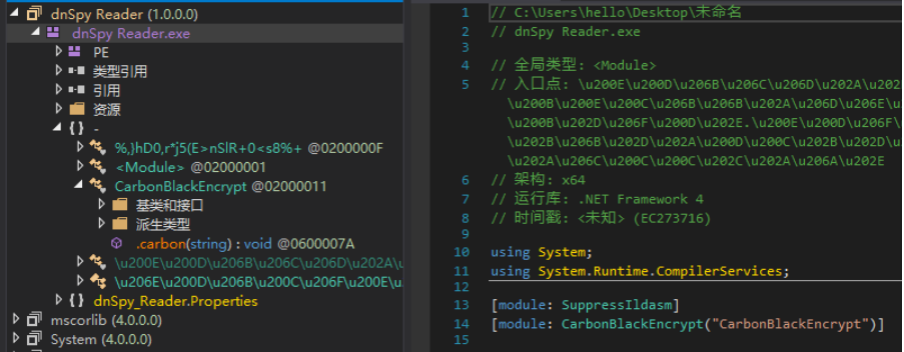 dnSpy Reader (1.0.0.0)
dnSpy Reader.exe
PE
类型引用
引用
资源
{ } -
%,}hD0,r*j5(E>nSlR+0<s8%+ @0200000F
<Module> @02000001
CarbonBlackEncrypt @02000011
基类和接口
派生类型
.carbon(string) : void @0600007A
\u200E\u200D\u206B\u206C\u206D\u202A\u
\u206E\u200D\u206B\u200C\u206F\u200E\u
{ } dnSpy_Reader.Properties
mscorlib (4.0.0.0)
System (4.0.0.0)
1 // C:\Users\hello\Desktop\未命名
2 // dnSpy Reader.exe
3
4 // 全局类型: <Module>
5 // 入口点: \u200E\u200D\u206B\u206C\u206D\u202A\u202
\u200B\u200E\u200C\u206B\u206B\u202A\u206D\u206E\
\u200B\u202D\u206F\u200D\u202E.\u200E\u200D\u206F\
\u202B\u206B\u202D\u202A\u200D\u200C\u202B\u202D\u
\u202A\u206C\u200C\u200C\u202C\u202A\u206A\u202E
6 // 架构: x64
7 // 运行库: .NET Framework 4
8 // 时间戳: <未知> (EC273716)
9
10 using System;
11 using System.Runtime.CompilerServices;
12
13 [module: SuppressIldasm]
14 [module: CarbonBlackEncrypt("CarbonBlackEncrypt")]
15